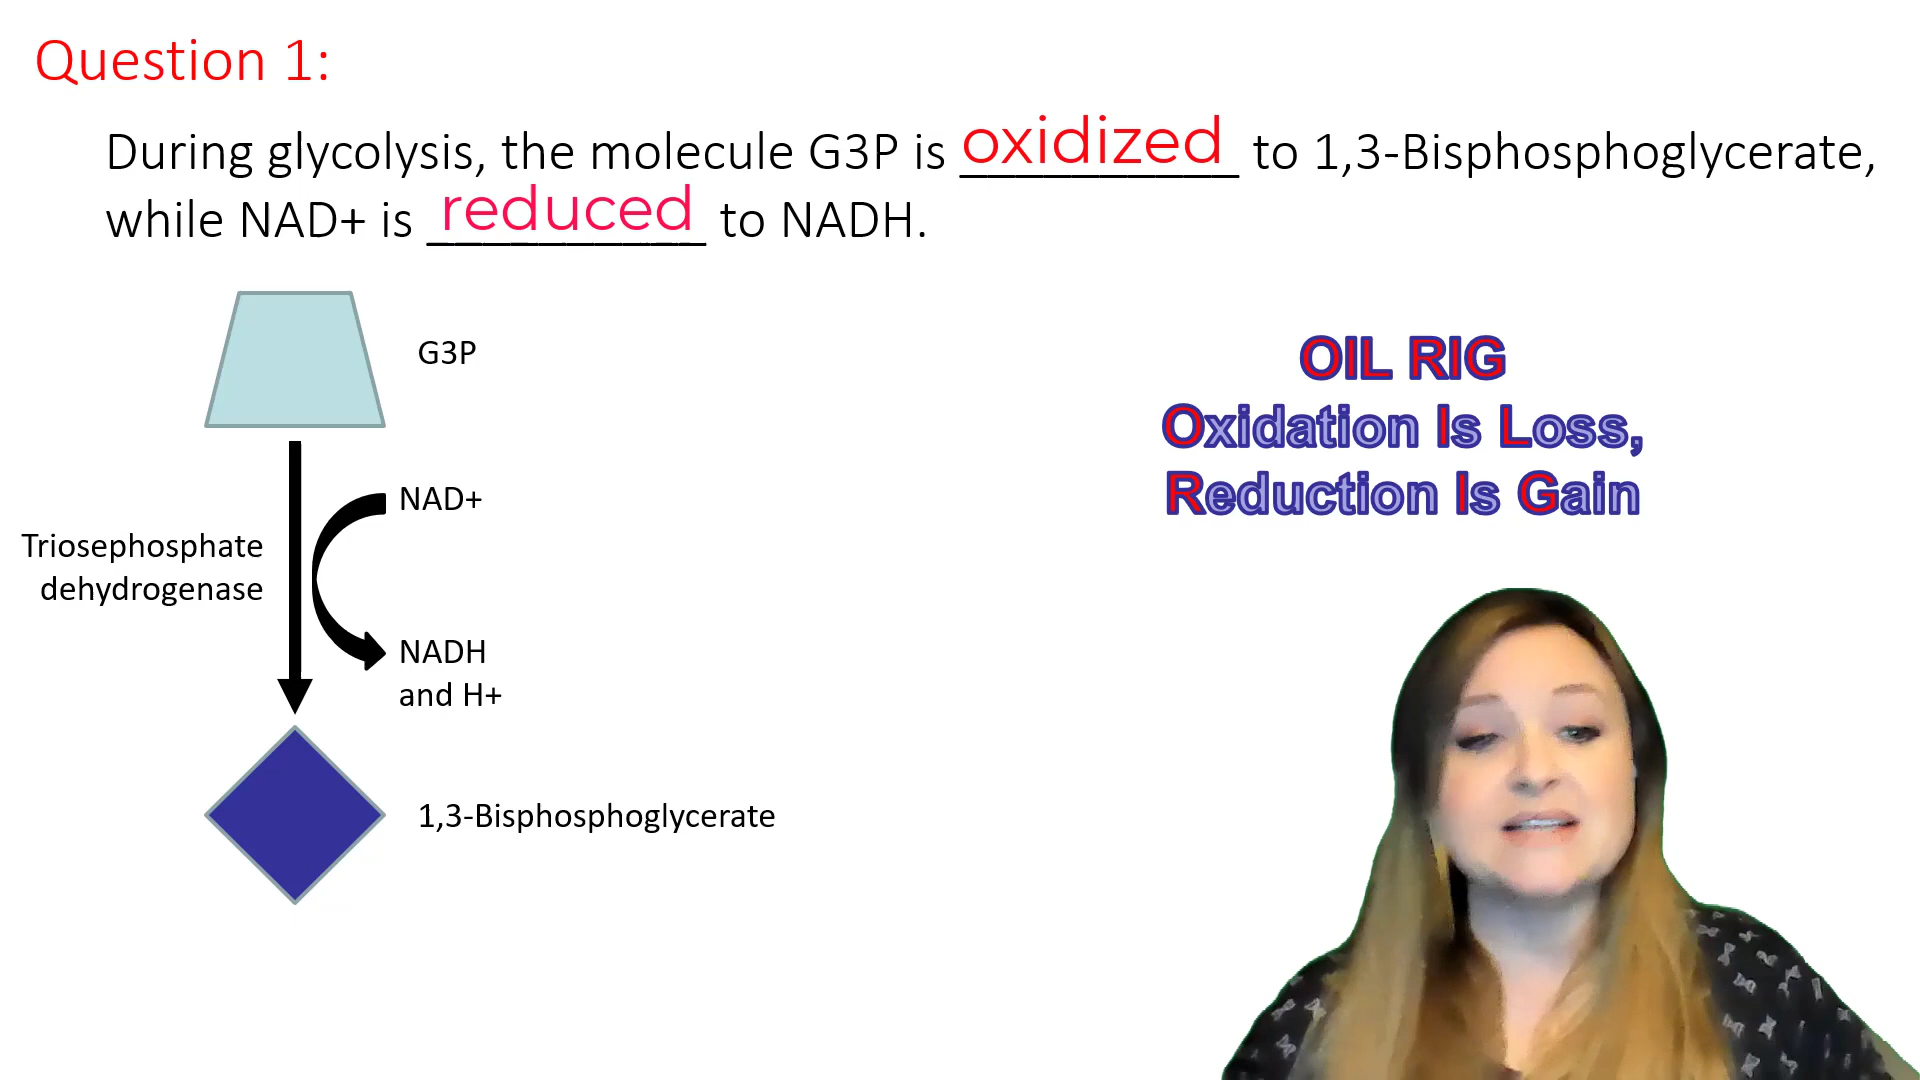 Question 1:
During glycolysis, the molecule G3P is oxidized to 1,3-Bisphosphoglycerate,
while NAD+ is reduced to NADH.
G3P
OIL RIG
Oxidation Is Loss,
Reduction Is Gain
NAD+
Triosephosphate
dehydrogenase
NADH
and H+
1,3-Bisphosphoglycerate